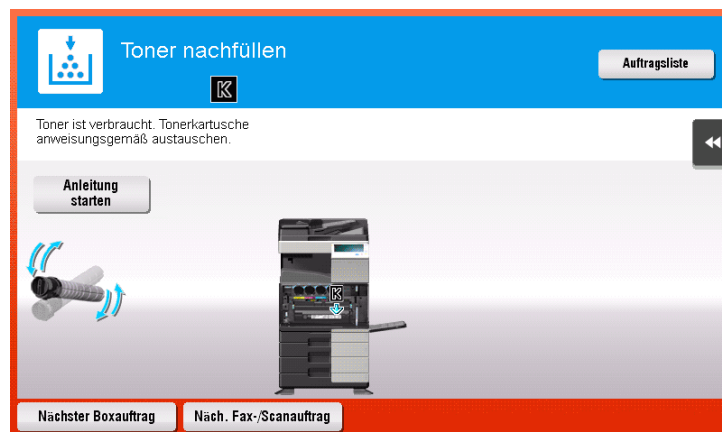 Toner nachfüllen
K
Auftragsliste
Toner ist verbraucht. Tonerkartusche
anweisungsgemäß austauschen.
Anleitung
starten
K
Nächster Boxauftrag
Näch. Fax-/Scanauftrag